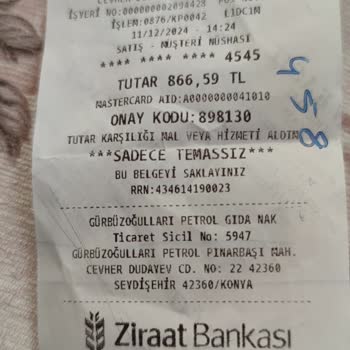 İŞYERİ NO:000000002094428
İŞLEM:0876/KP0042 L1DC1M
11/12/2024 - 14:24
SATIŞ - MÜŞTERİ NÜSHASI
**** **** **** 4545
TUTAR 866,59 TL
MASTERCARD AID:A0000000041010
ONAY KODU:898130
TUTAR KARŞILIĞI MAL VEYA HİZMETİ ALDIM
***SADECE TEMASSIZ***
BU BELGEYİ SAKLAYINIZ
RRN:434614190023
GÜRBÜZOĞULLARI PETROL GIDA NAK
Ticaret Sicil No: 5947
GÜRBÜZOĞULLARI PETROL PINARBAŞI MAH.
CEVHER DUDAYEV CD. NO: 22 42360
SEYDİŞEHİR 42360/KONYA
Ziraat Bankası
458